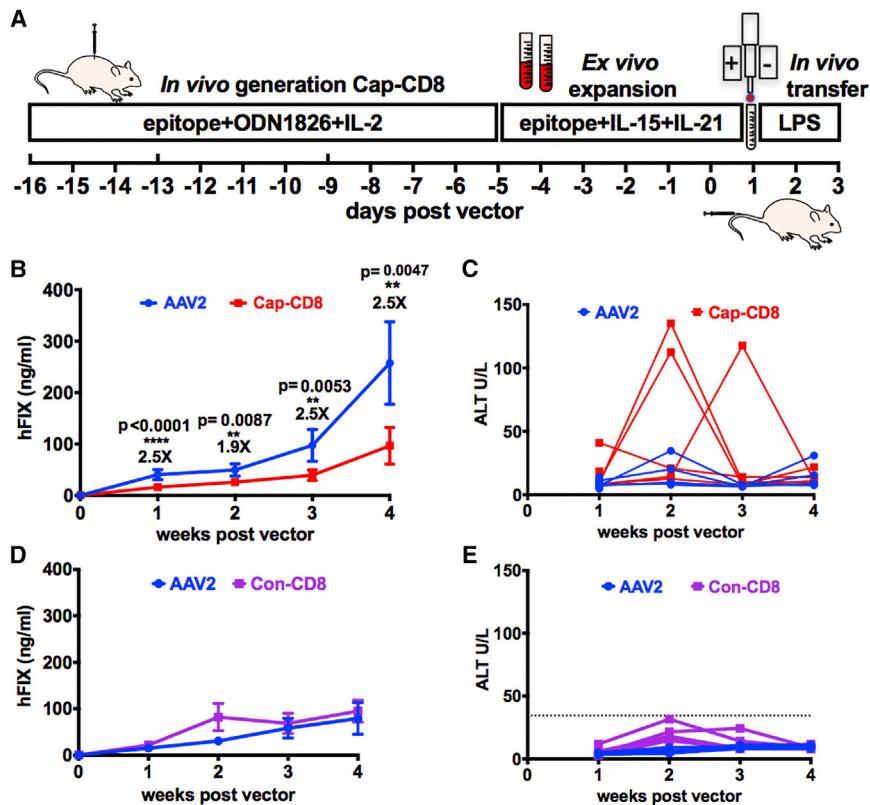 A
In vivo generation Cap-CD8
Ex vivo
expansion
+
-
In vivo
transfer
epitope+ODN1826+IL-2
epitope+IL-15+IL-21
LPS
-16 -15 -14 -13 -12 -11 -10 -9 -8 -7 -6 -5 -4 -3 -2 -1 0 1 2 3
days post vector
B
hFIX (ng/ml)
400
300
200
100
0
AAV2
Cap-CD8
p<0.0001
****
2.5X
p= 0.0087
**
1.9X
p= 0.0053
**
2.5X
p= 0.0047
**
2.5X
0 1 2 3 4
weeks post vector
C
ALT U/L
150
100
50
0
AAV2
Cap-CD8
0 1 2 3 4
weeks post vector
D
hFIX (ng/ml)
400
300
200
100
0
AAV2
Con-CD8
0 1 2 3 4
weeks post vector
E
ALT U/L
150
100
50
0
AAV2
Con-CD8
0 1 2 3 4
weeks post vector